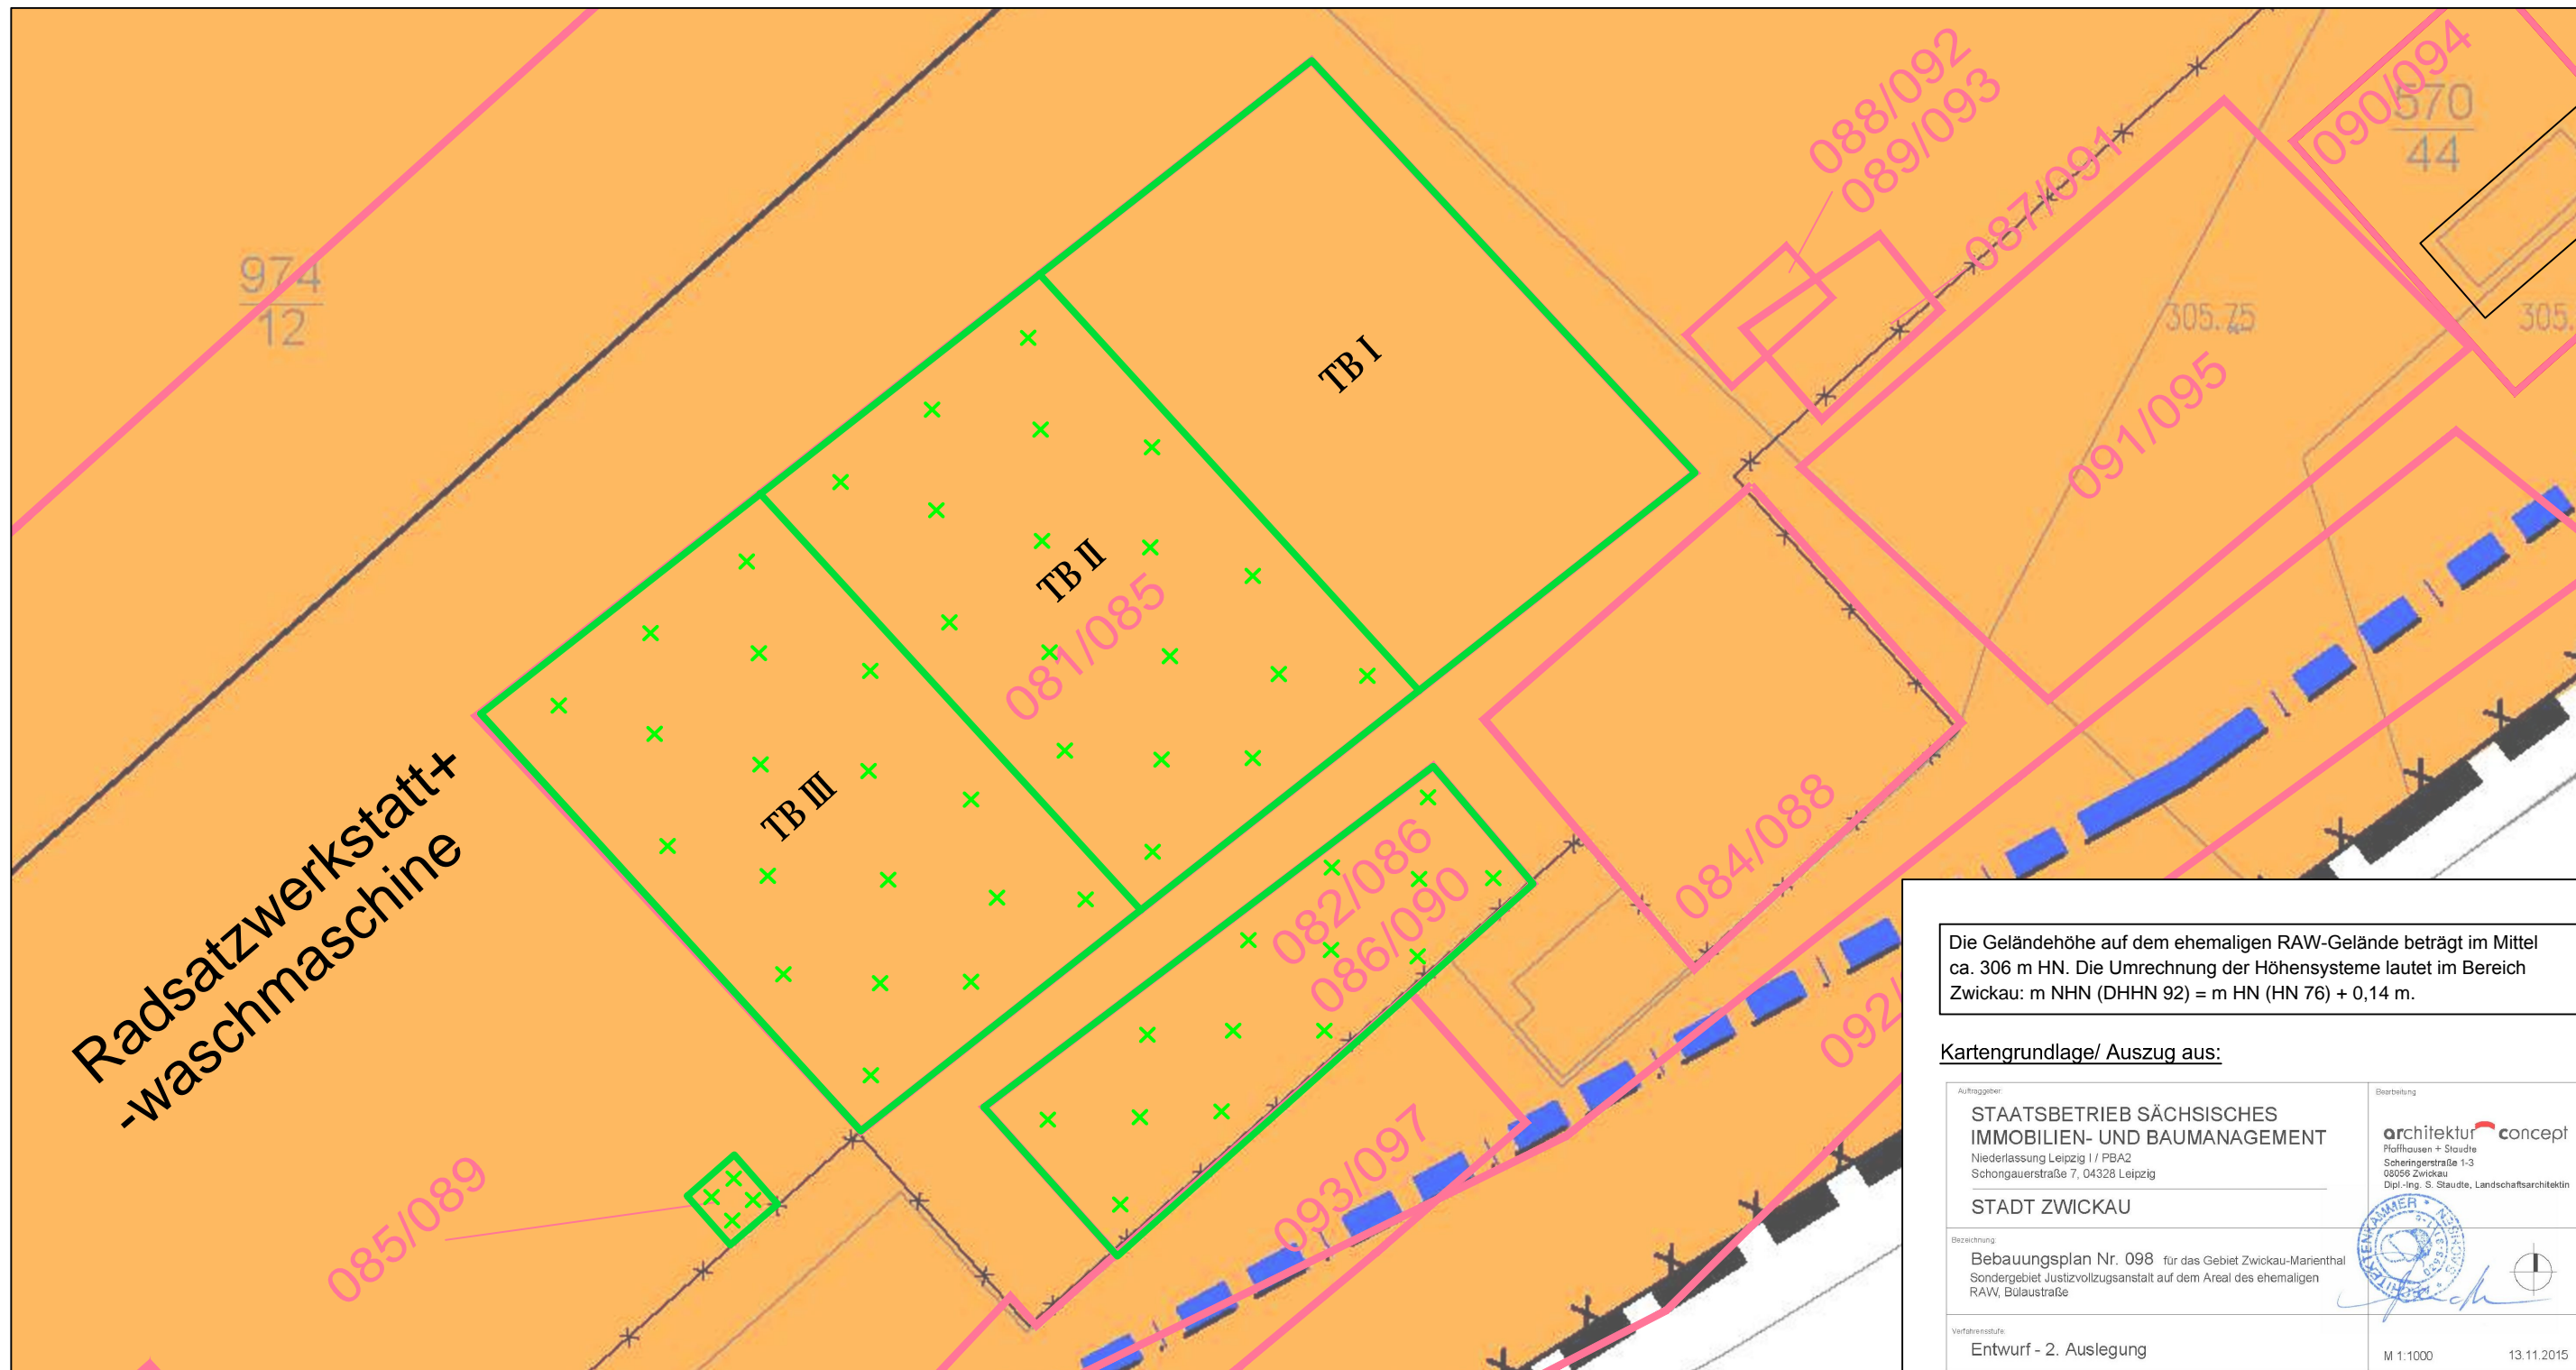 974
12
TB I
TB II
081/085
TB III
Radsatzwerkstatt+
-waschmaschine
085/089
082/086
086/090
084/088
093/097
088/092
089/093
087/091
090/094
570
44
305.75
305.
091/095
092/
Die Geländehöhe auf dem ehemaligen RAW-Gelände beträgt im Mittel
ca. 306 m HN. Die Umrechnung der Höhensysteme lautet im Bereich
Zwickau: m NHN (DHHN 92) = m HN (HN 76) + 0,14 m.
Kartengrundlage/ Auszug aus:
Auftraggeber:
STAATSBETRIEB SÄCHSISCHES
IMMOBILIEN- UND BAUMANAGEMENT
Niederlassung Leipzig I / PBA2
Schongauerstraße 7, 04328 Leipzig
STADT ZWICKAU
Bearbeitung
architektur concept
Pfaffhausen + Staudte
Scheringerstraße 1-3
08056 Zwickau
Dipl.-Ing. S. Staudte, Landschaftsarchitektin
Bezeichnung:
Bebauungsplan Nr. 098 für das Gebiet Zwickau-Marienthal
Sondergebiet Justizvollzugsanstalt auf dem Areal des ehemaligen
RAW, Bülaustraße
Verfahrensstufe:
Entwurf - 2. Auslegung
M 1:1000 13.11.2015